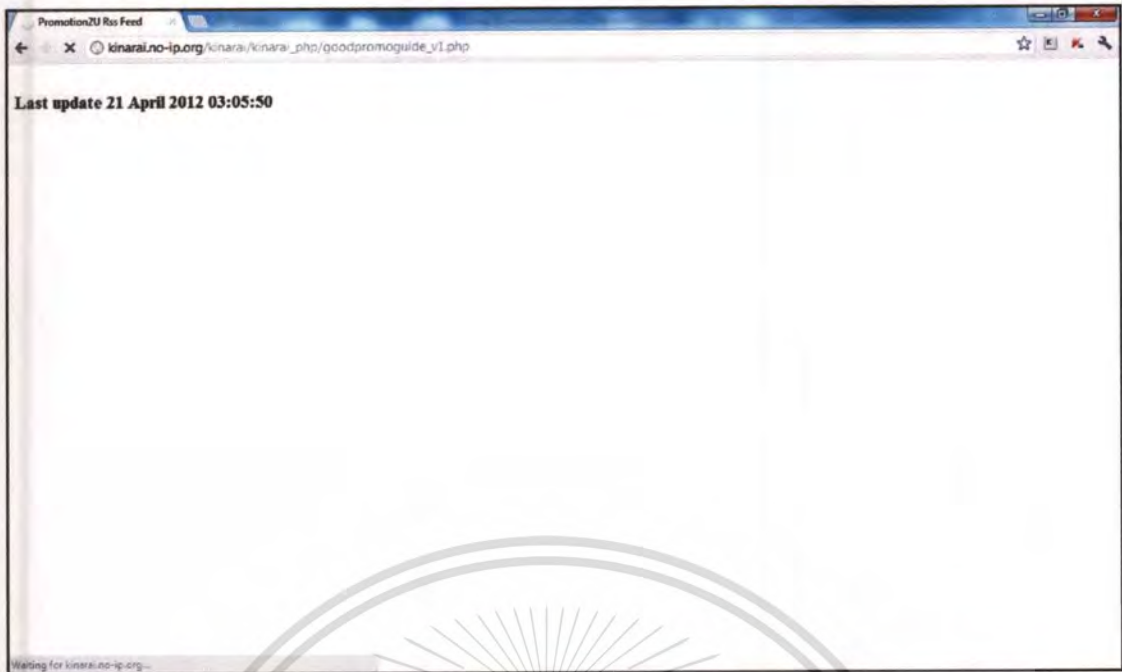 Promotion2U Rss Feed
kinarai.no-ip.org/kinarai/kinarai_php/goodpromoguide_v1.php
Last update 21 April 2012 03:05:50
Waiting for kinarai.no-ip.org...